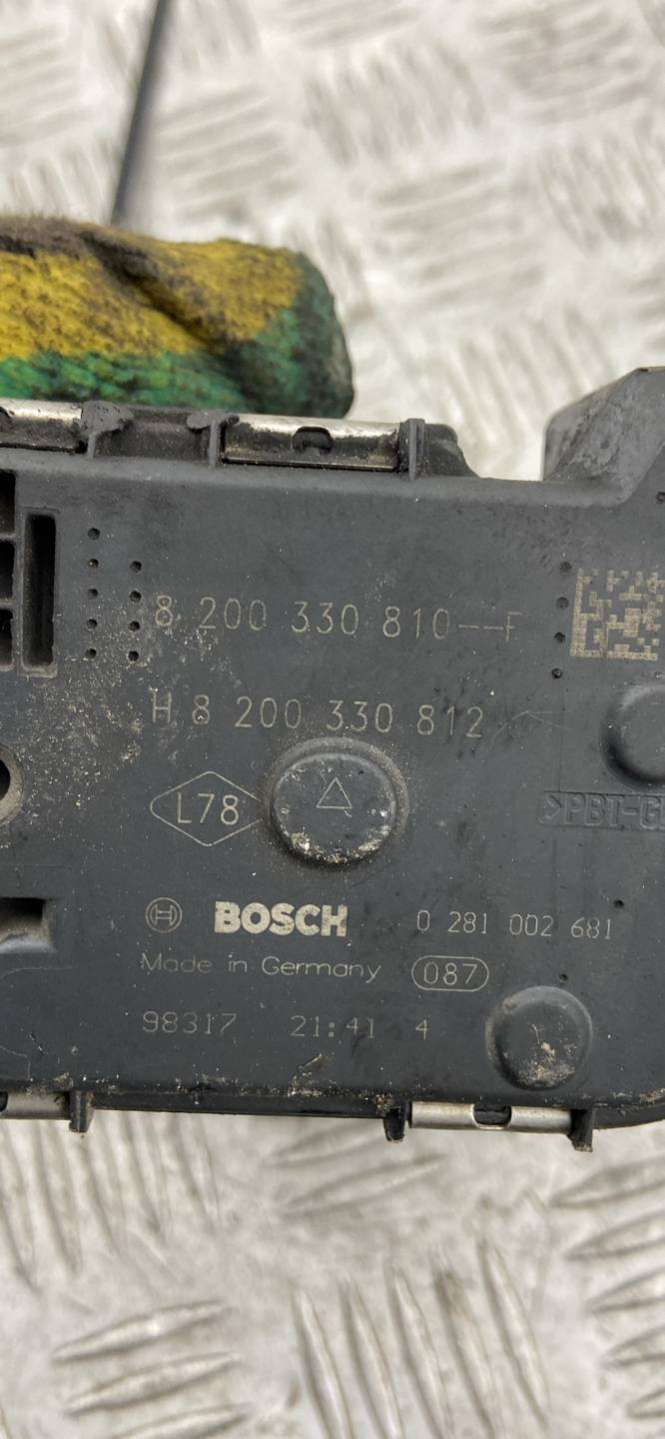 8 200 330 810--F
H 8 200 330 812
L78
>PBT-G
BOSCH 0 281 002 681
Made in Germany 087
98317 21:41 4